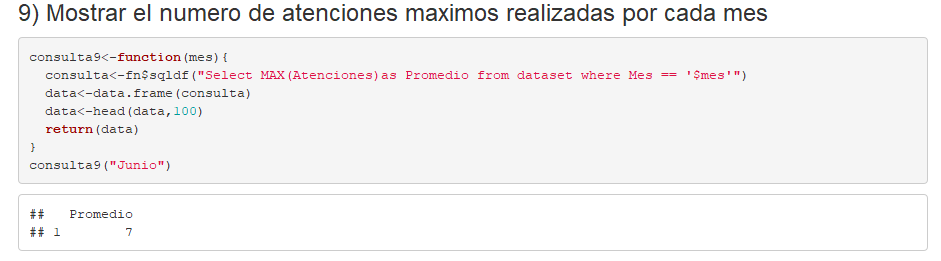 9) Mostrar el numero de atenciones maximos realizadas por cada mes
consulta9<-function(mes){
  consulta<-fn$sqldf("Select MAX(Atenciones)as Promedio from dataset where Mes == '$mes'")
  data<-data.frame(consulta)
  data<-head(data,100)
  return(data)
}
consulta9("Junio")
##   Promedio
## 1        7